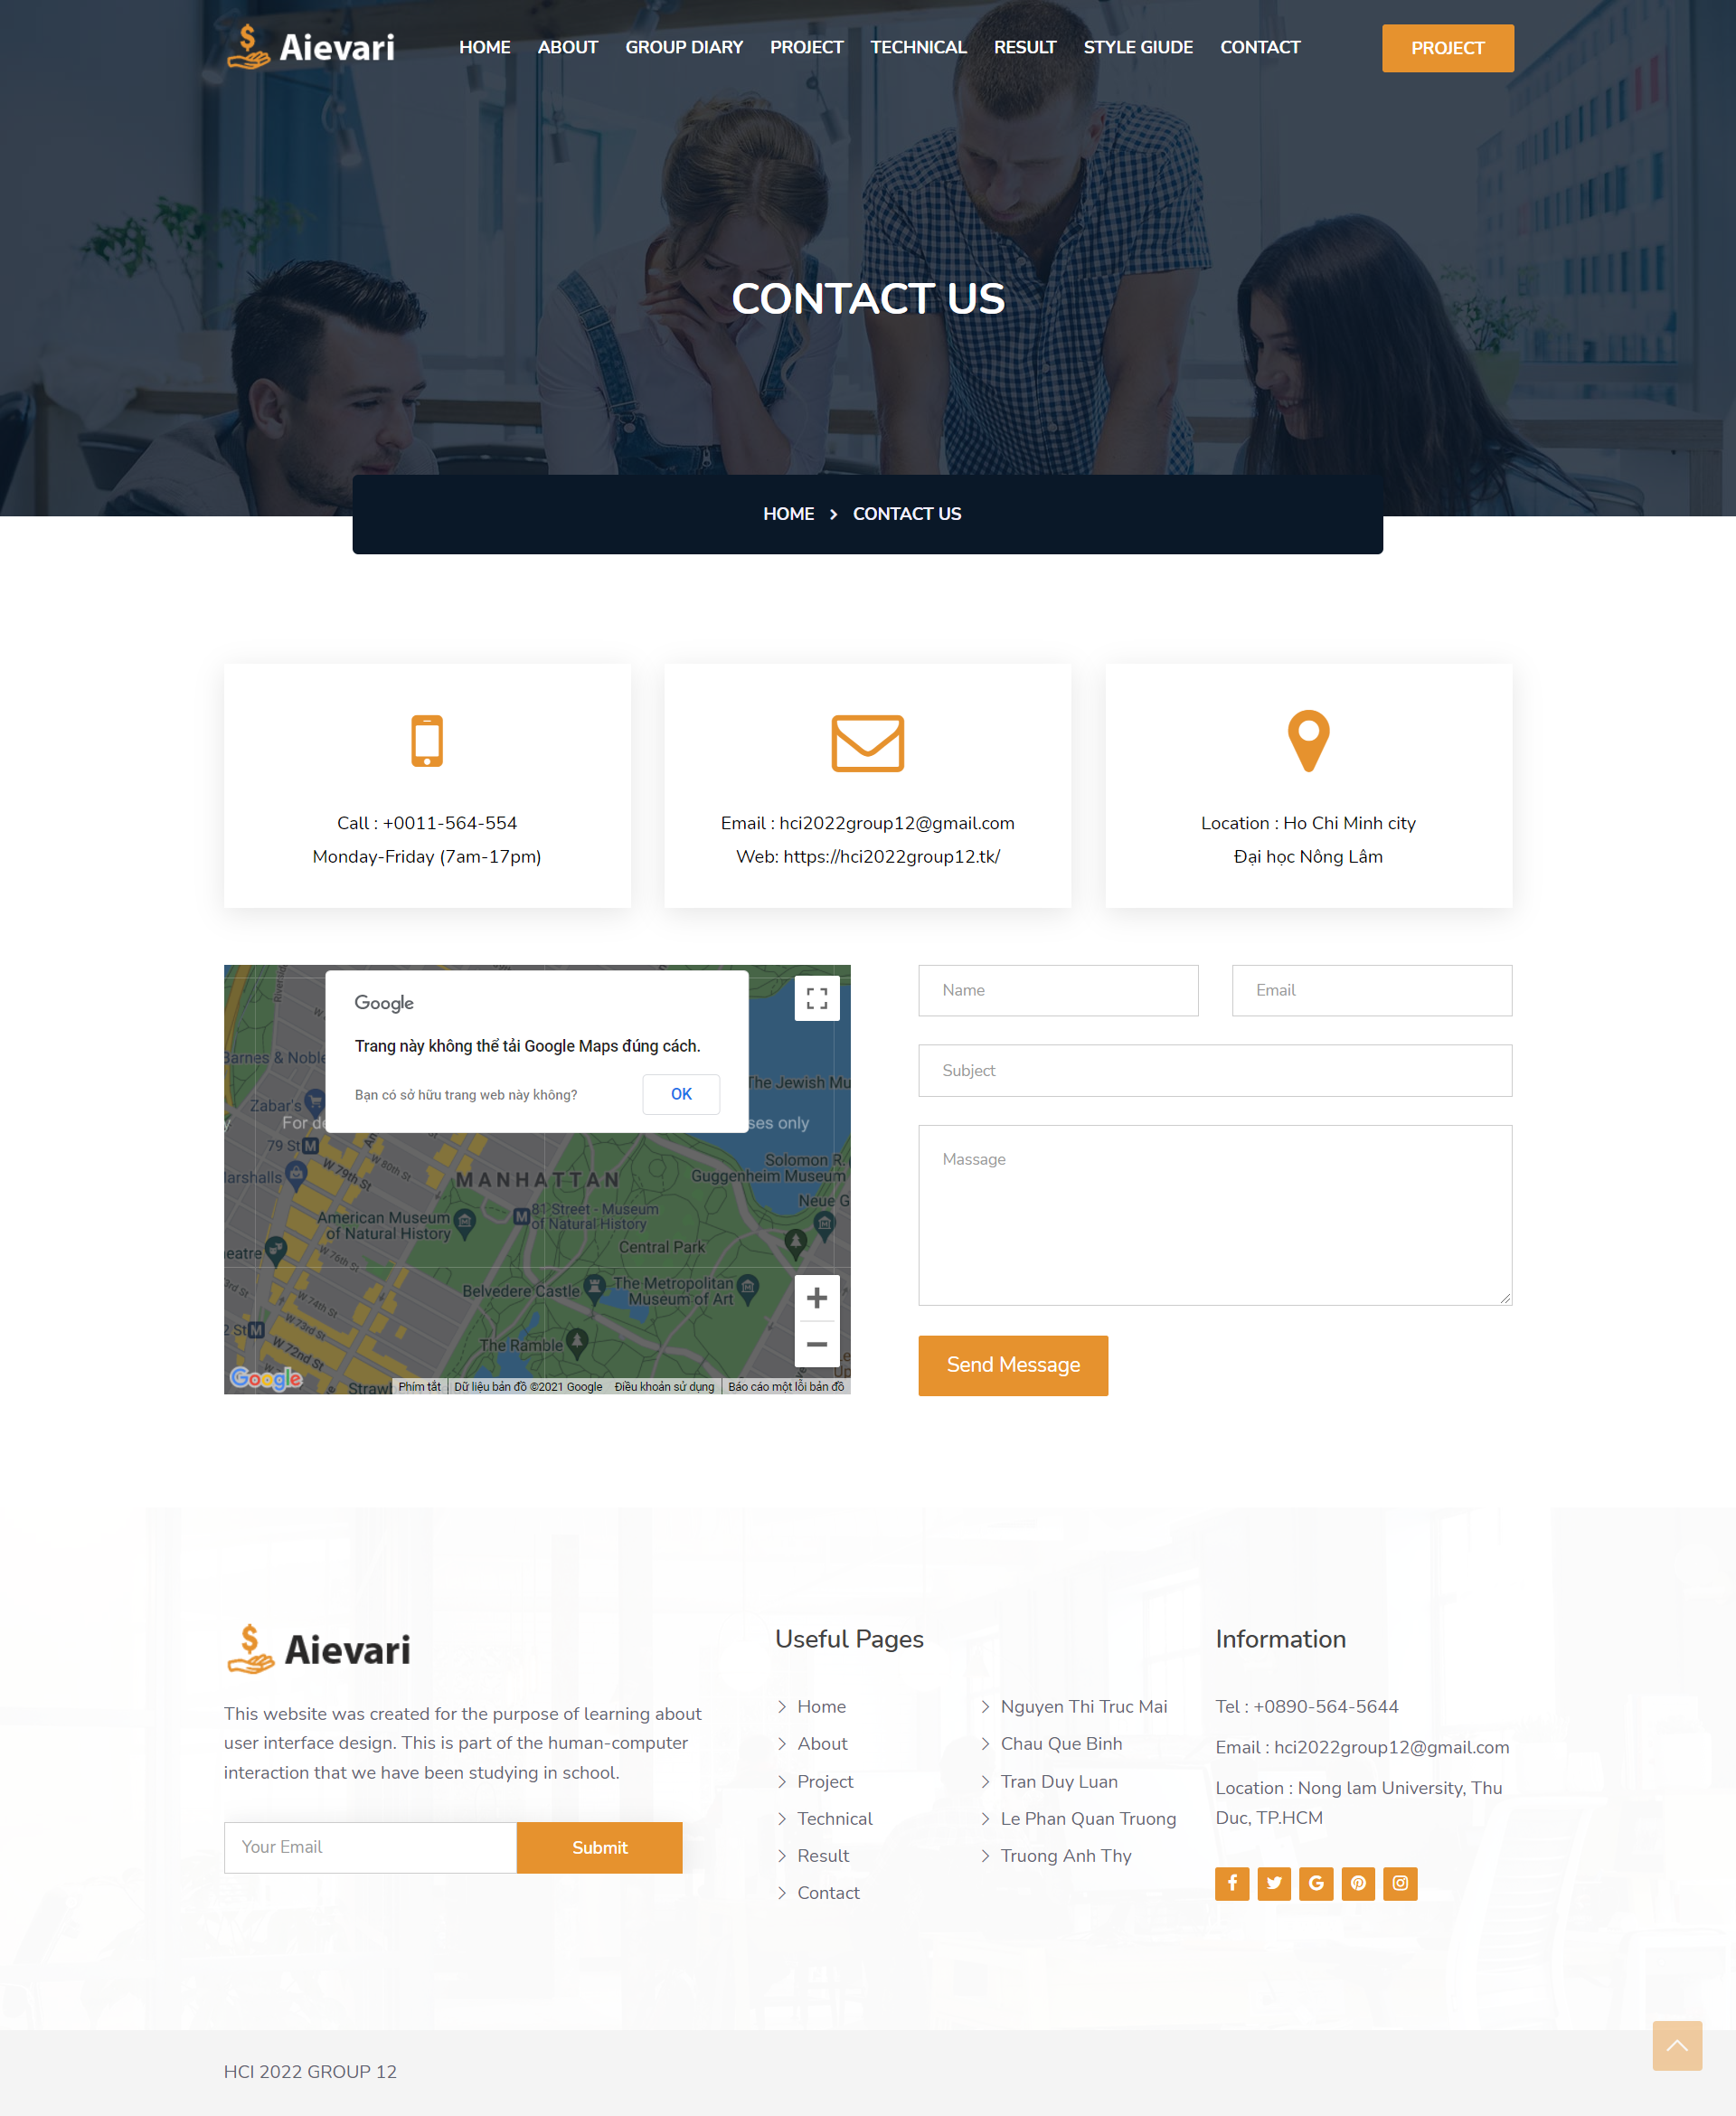 Aievari
HOME ABOUT GROUP DIARY PROJECT TECHNICAL RESULT STYLE GIUDE CONTACT
PROJECT
CONTACT US
HOME CONTACT US
Call : +0011-564-554
Monday-Friday (7am-17pm)
Email : hci2022group12@gmail.com
Web: https://hci2022group12.tk/
Location : Ho Chi Minh city
Đại học Nông Lâm
Google
Trang này không thể tải Google Maps đúng cách.
Bạn có sở hữu trang web này không?
OK
Riverside
Barnes & Noble
The Jewish Mu
Zabar's
For de
ses only
79 St
W 79th St
W 80th St
Marshalls
MANHATTAN
Solomon R.
Guggenheim Museum
Neue G
81 Street - Museum
of Natural History
American Museum
of Natural History
eatre
W 76th St
Central Park
Belvedere Castle
The Metropolitan
Museum of Art
3rd St
W 74th St
W 73rd St
2 St
W 72nd St
The Ramble
Google
Strawl
Phím tắt
Dữ liệu bản đồ ©2021 Google
Điều khoản sử dụng
Báo cáo một lỗi bản đồ
Name
Email
Subject
Massage
Send Message
Aievari
This website was created for the purpose of learning about
user interface design. This is part of the human-computer
interaction that we have been studying in school.
Your Email
Submit
Useful Pages
Home
About
Project
Technical
Result
Contact
Nguyen Thi Truc Mai
Chau Que Binh
Tran Duy Luan
Le Phan Quan Truong
Truong Anh Thy
Information
Tel : +0890-564-5644
Email : hci2022group12@gmail.com
Location : Nong lam University, Thu
Duc, TP.HCM
HCI 2022 GROUP 12